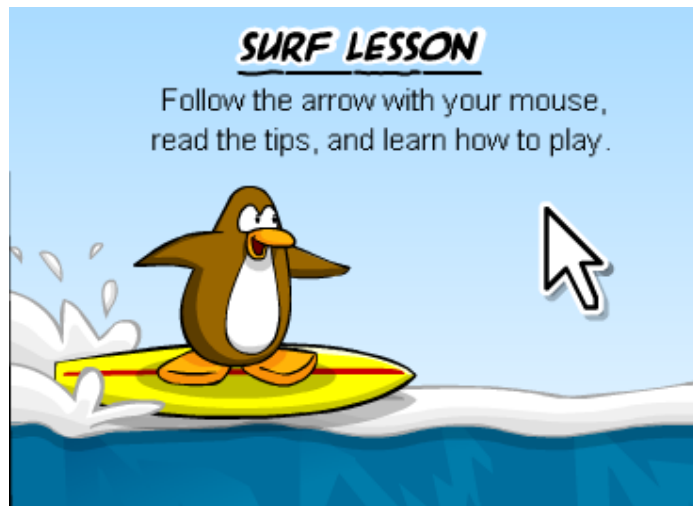 SURF LESSON
Follow the arrow with your mouse,
read the tips, and learn how to play.